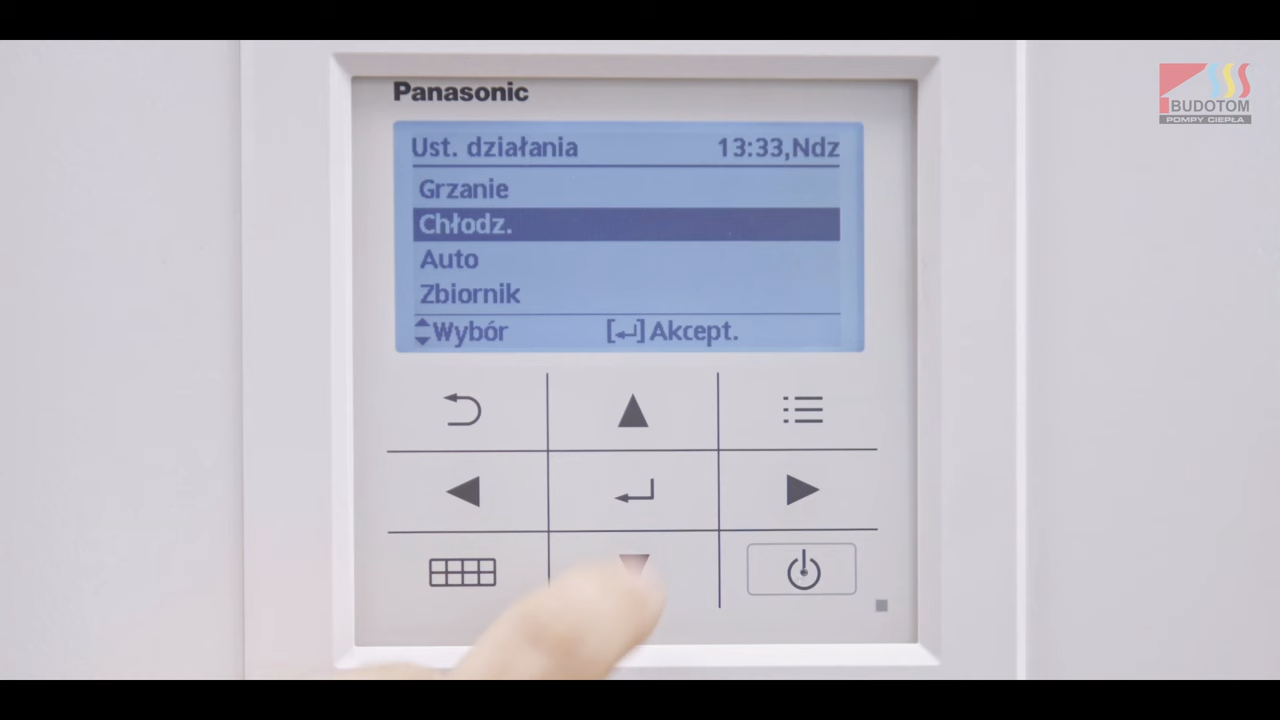 BUDOTOM
POMPY CIEPŁA
Panasonic
Ust. działania 13:33,Ndz
Grzanie
Chłodz.
Auto
Zbiornik
Wybór [↵]Akcept.